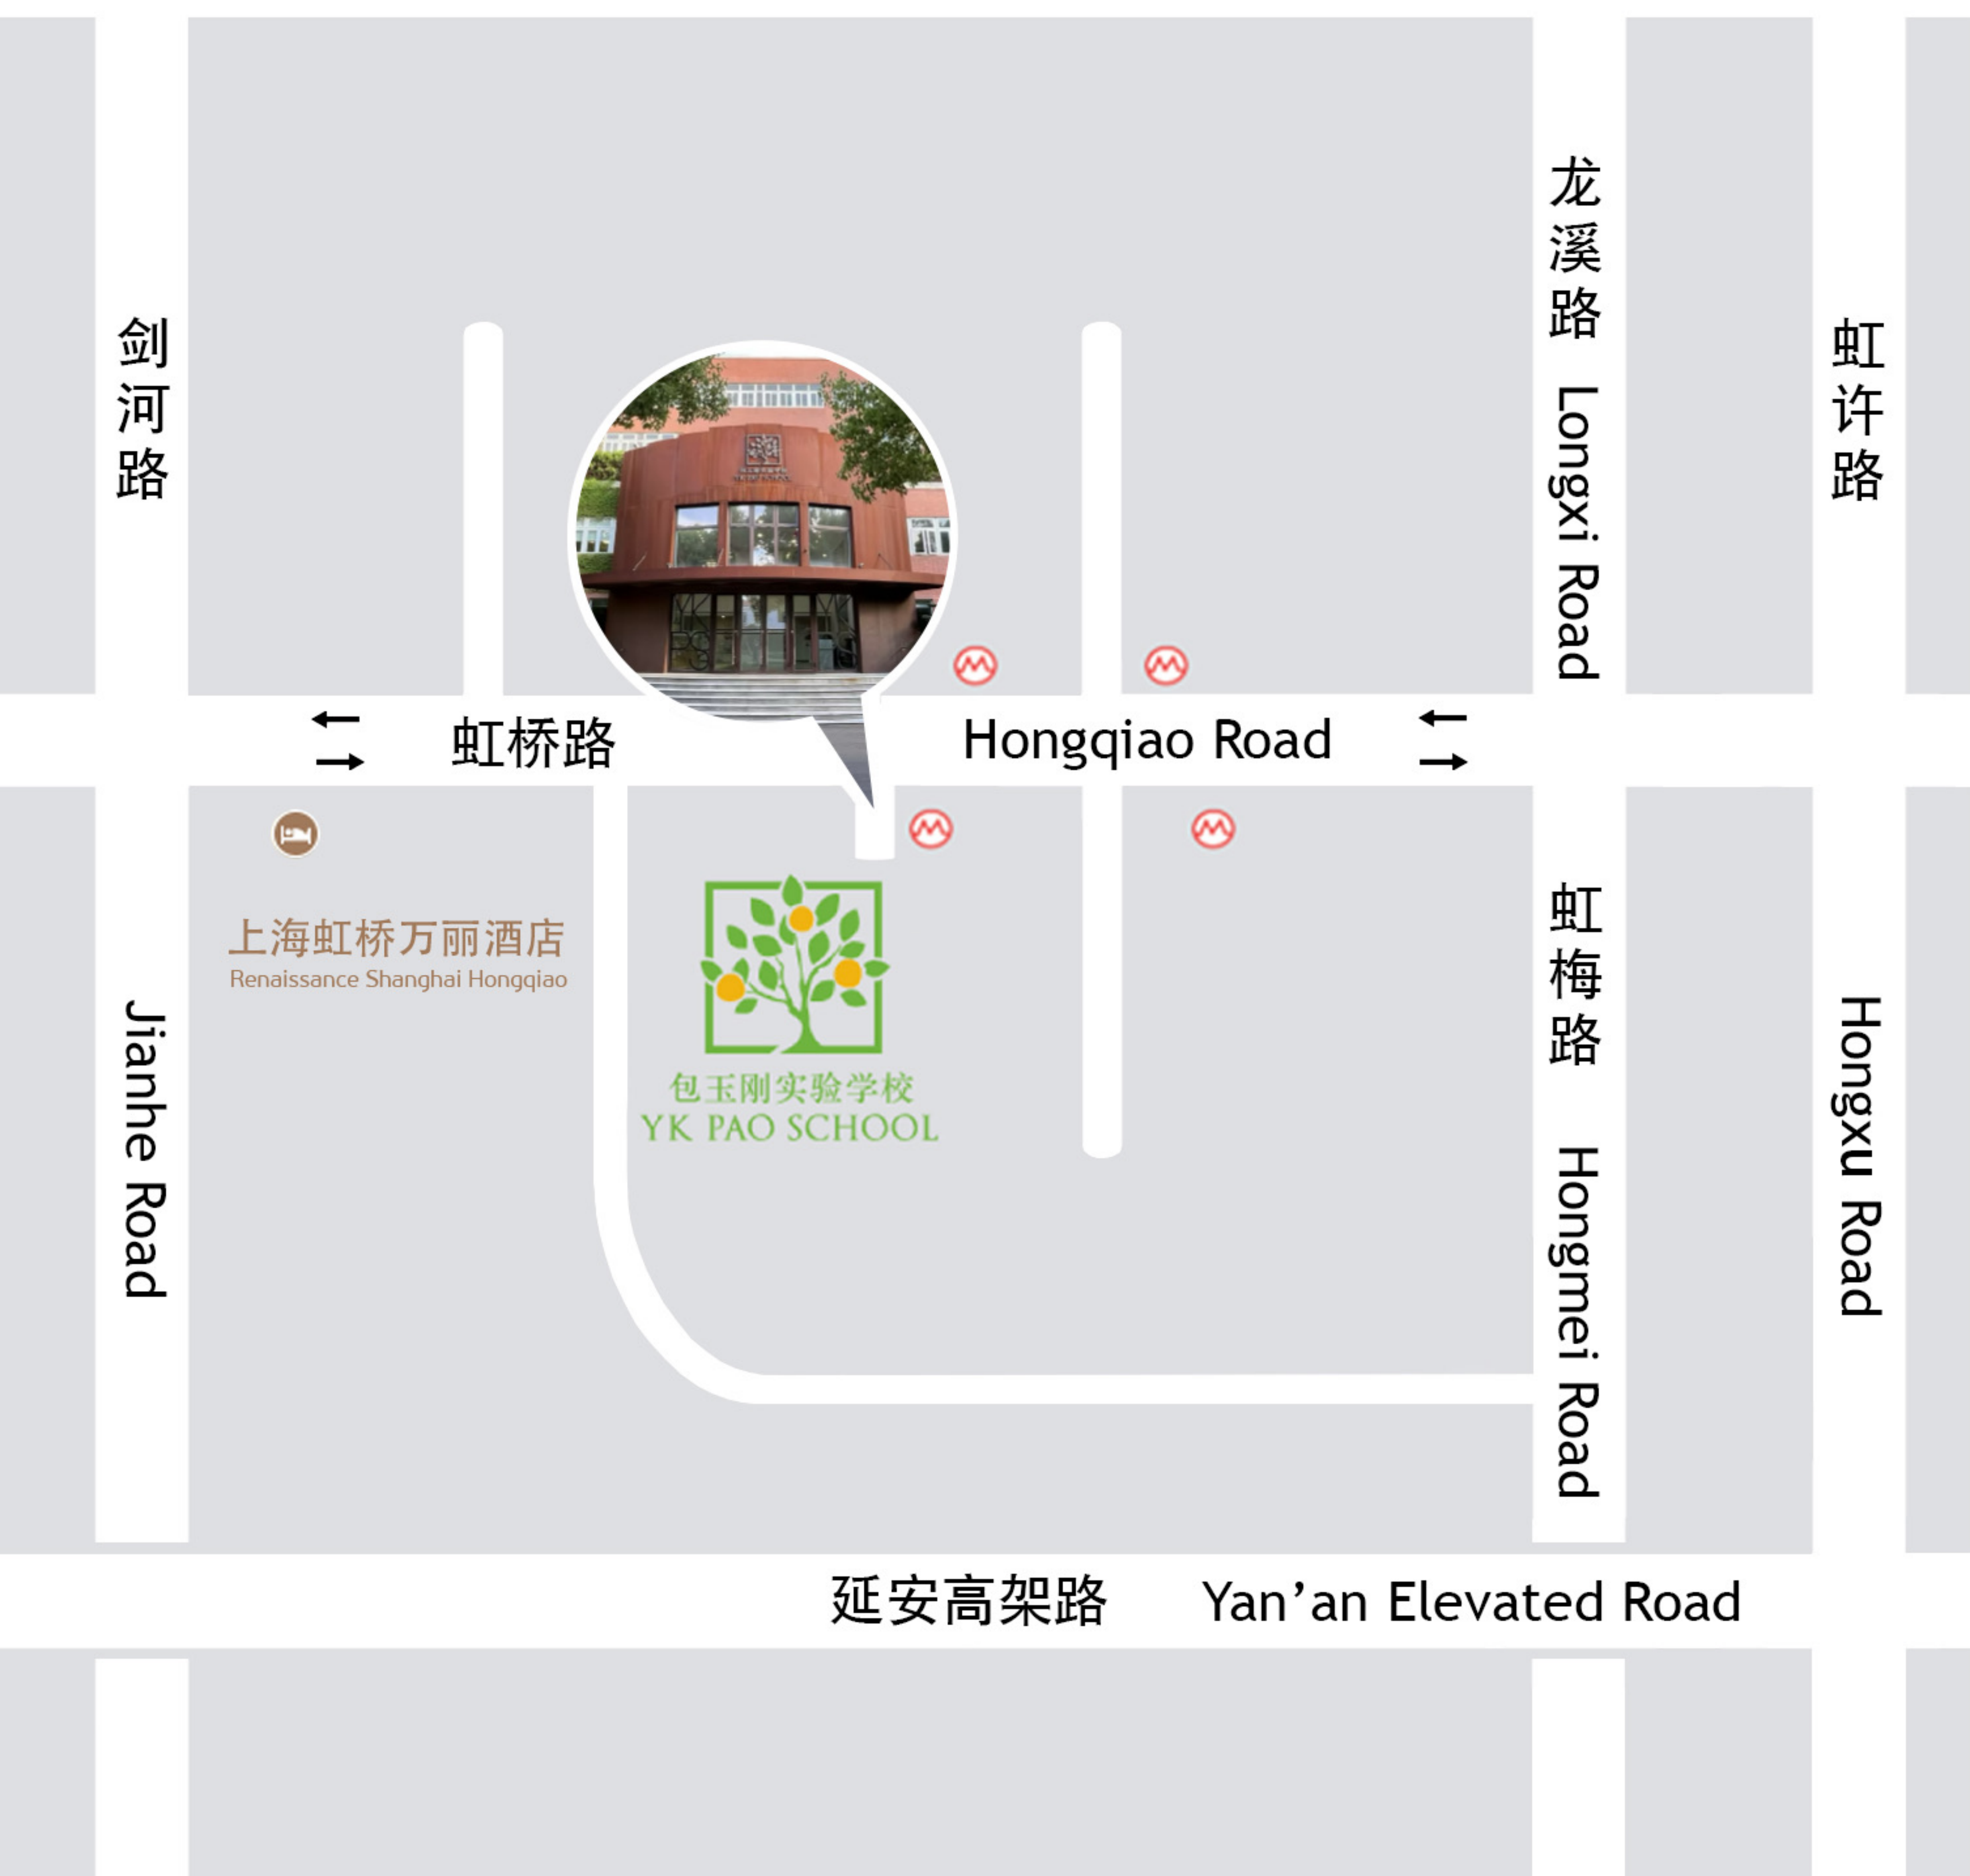 龙溪路 Longxi Road
剑河路
虹许路
虹桥路
Hongqiao Road
上海虹桥万丽酒店
Renaissance Shanghai Hongqiao
包玉刚实验学校
YK PAO SCHOOL
虹梅路 Hongmei Road
Jianhe Road
Hongxu Road
延安高架路 Yan’an Elevated Road